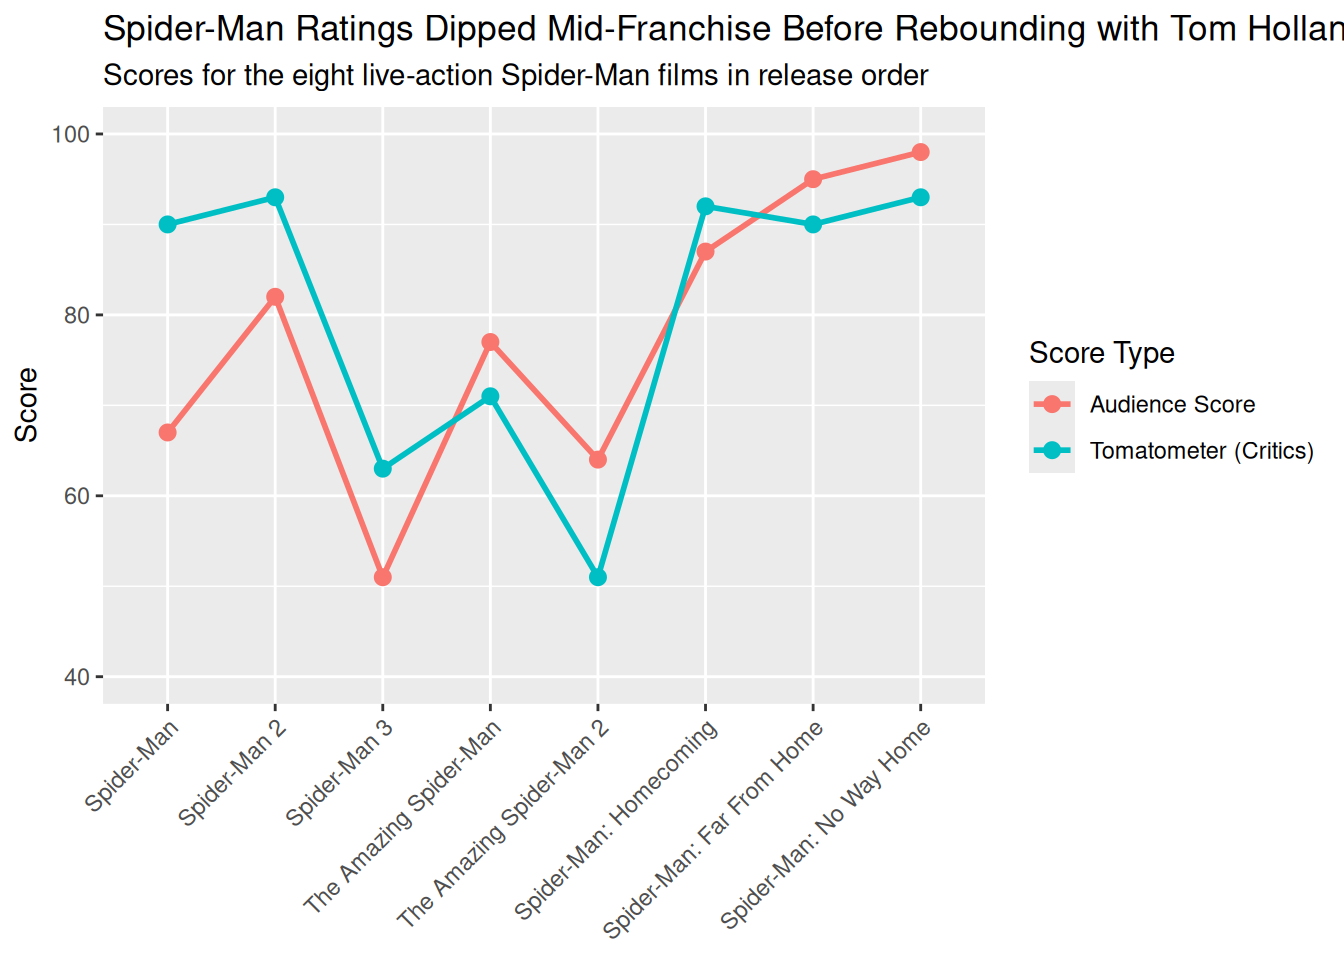 Spider-Man Ratings Dipped Mid-Franchise Before Rebounding with Tom Hollan
Scores for the eight live-action Spider-Man films in release order
100
80
60
40
Score
Spider-Man
Spider-Man 2
Spider-Man 3
The Amazing Spider-Man
The Amazing Spider-Man 2
Spider-Man: Homecoming
Spider-Man: Far From Home
Spider-Man: No Way Home
Score Type
Audience Score
Tomatometer (Critics)